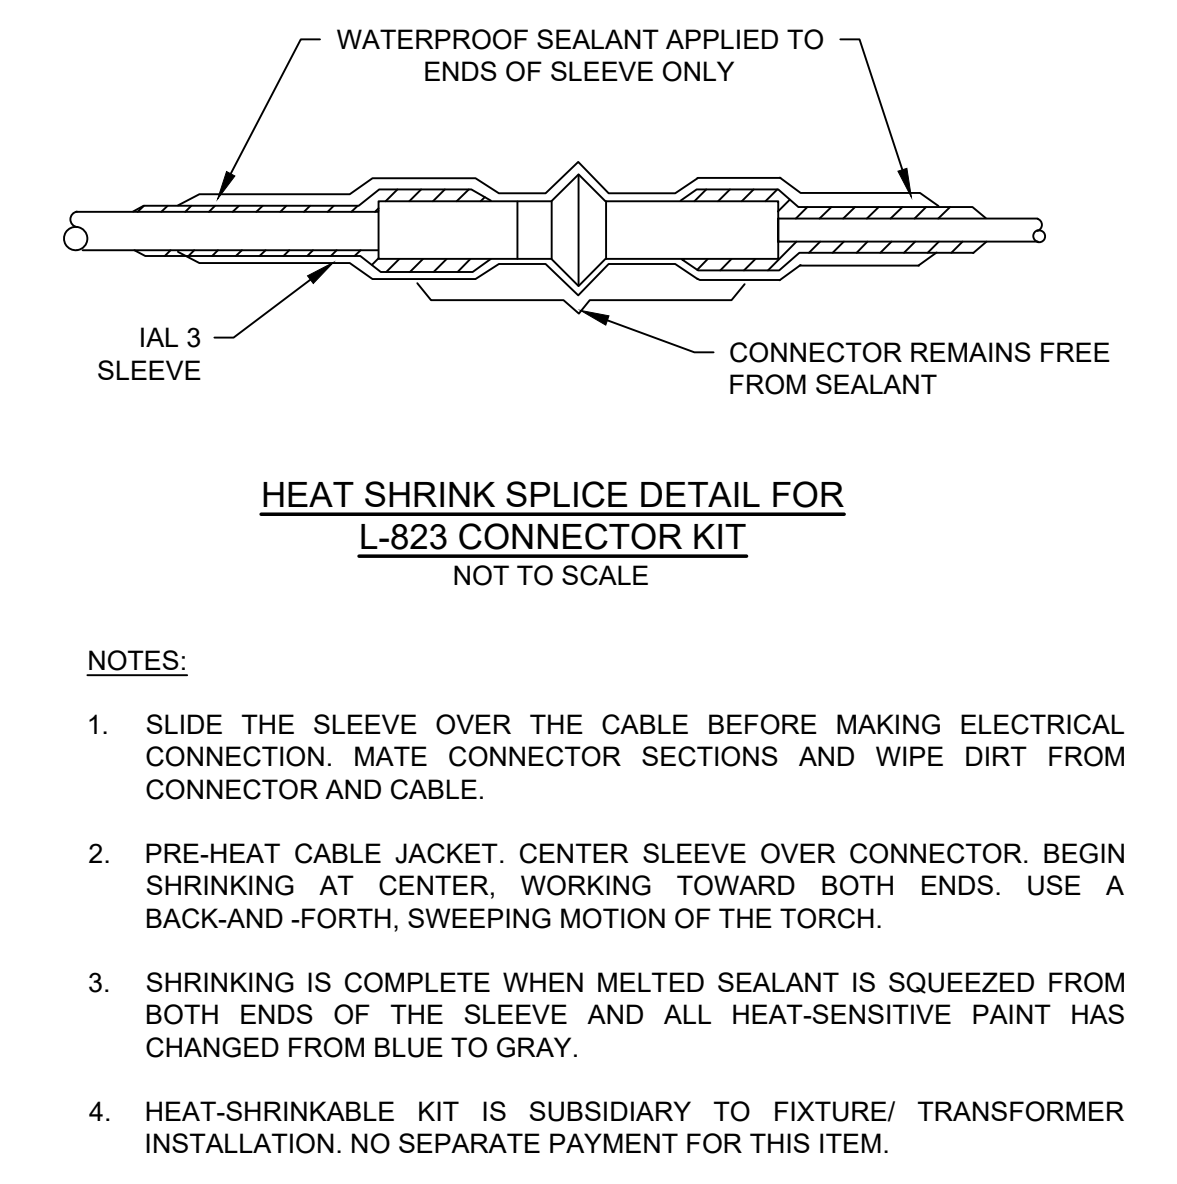 WATERPROOF SEALANT APPLIED TO
ENDS OF SLEEVE ONLY
IAL 3
SLEEVE
CONNECTOR REMAINS FREE
FROM SEALANT
HEAT SHRINK SPLICE DETAIL FOR
L-823 CONNECTOR KIT
NOT TO SCALE
NOTES:
1. SLIDE THE SLEEVE OVER THE CABLE BEFORE MAKING ELECTRICAL
CONNECTION. MATE CONNECTOR SECTIONS AND WIPE DIRT FROM
CONNECTOR AND CABLE.
2. PRE-HEAT CABLE JACKET. CENTER SLEEVE OVER CONNECTOR. BEGIN
SHRINKING AT CENTER, WORKING TOWARD BOTH ENDS. USE A
BACK-AND -FORTH, SWEEPING MOTION OF THE TORCH.
3. SHRINKING IS COMPLETE WHEN MELTED SEALANT IS SQUEEZED FROM
BOTH ENDS OF THE SLEEVE AND ALL HEAT-SENSITIVE PAINT HAS
CHANGED FROM BLUE TO GRAY.
4. HEAT-SHRINKABLE KIT IS SUBSIDIARY TO FIXTURE/ TRANSFORMER
INSTALLATION. NO SEPARATE PAYMENT FOR THIS ITEM.